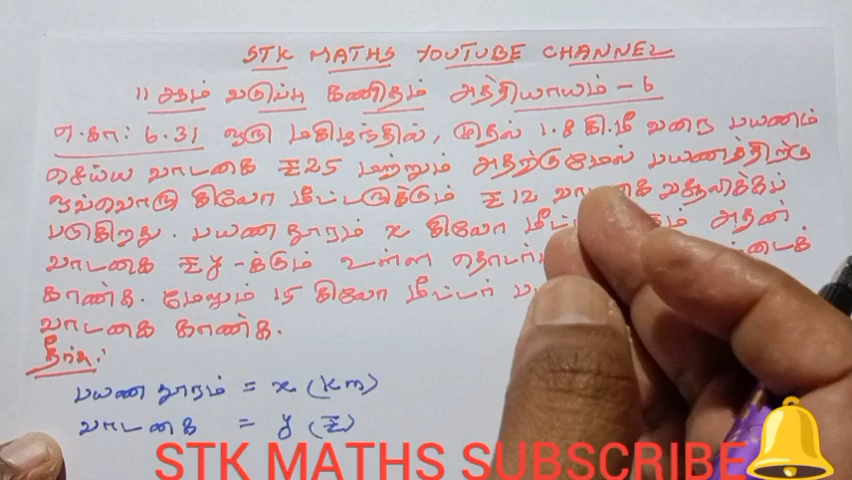 STK MATHS YOUTUBE CHANNEL
11 ஆம் வகுப்பு கணிதம் அத்தியாயம் - 6
எ.கா: 6.31 ஒரு மகிழுந்தில், முதல் 1.8 கி.மீ வரை பயணம்
செய்ய வாடகை ₹25 மற்றும் அதற்குமேல் பயணத்திற்கு
ஒவ்வொரு கிலோ மீட்டருக்கும் ₹12 வாடகை வசூலிக்கப்
படுகிறது. பயண தூரம் x கிலோ அதன்
வாடகை ₹y-க்கும் உள்ள
காண்க. மேலும் 15 கிலோ மீட்டர்
வாடகை காண்க.
தீர்வு:
பயண தூரம் = x (km)
வாடகை = y (₹)
STK MATHS SUBSCRIBE